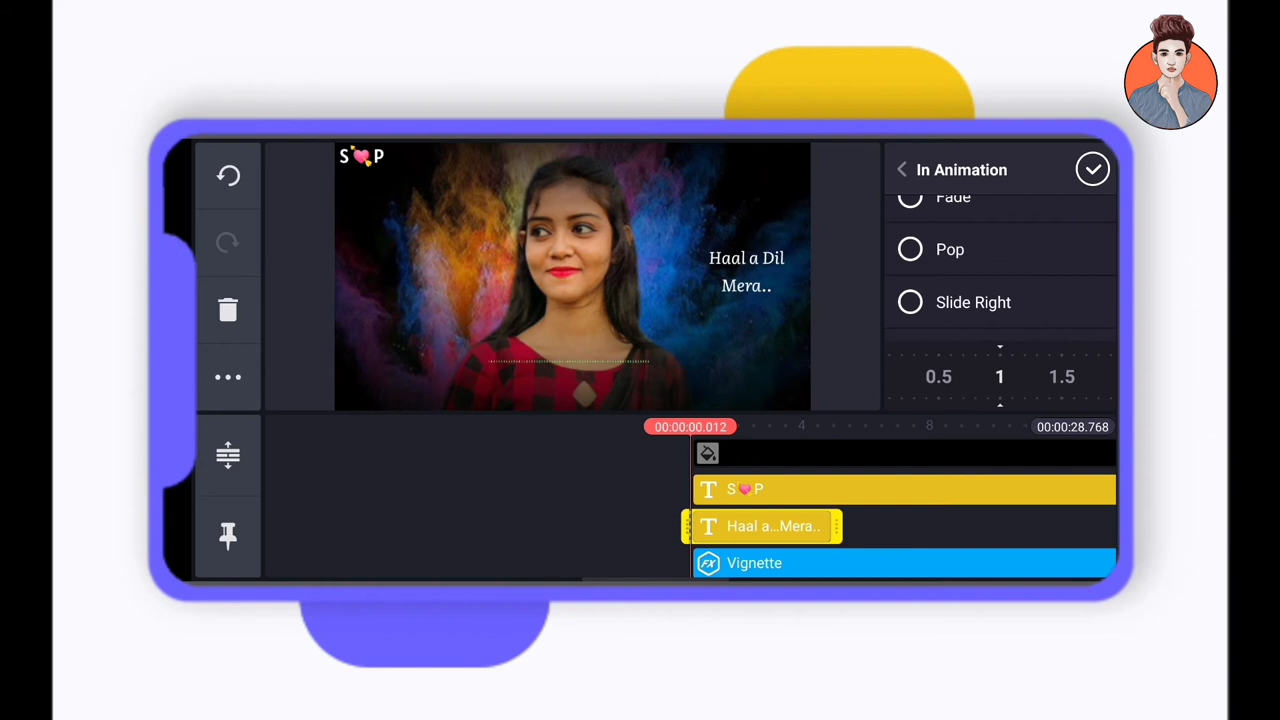 S💘P
Haal a Dil
Mera..
In Animation
Fade
Pop
Slide Right
0.5 1 1.5
00:00:00.012 4 8 00:00:28.768
S💘P
Haal a...Mera..
FX Vignette